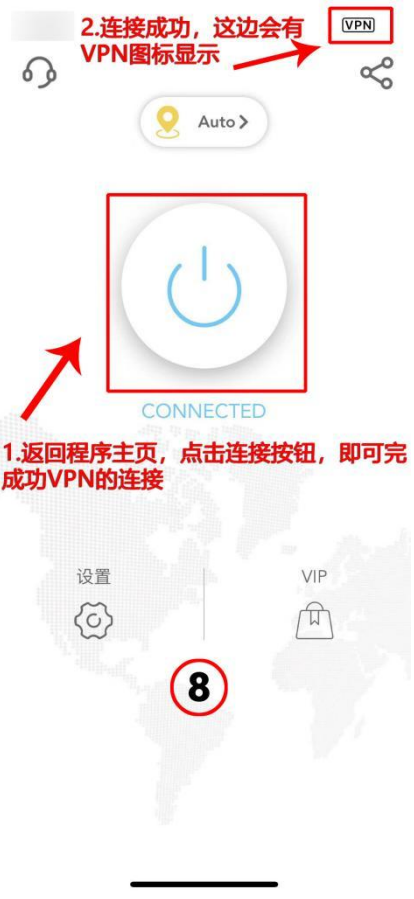 2.连接成功，这边会有
VPN图标显示
VPN
Auto
CONNECTED
1.返回程序主页，点击连接按钮，即可完
成功VPN的连接
设置
VIP
8